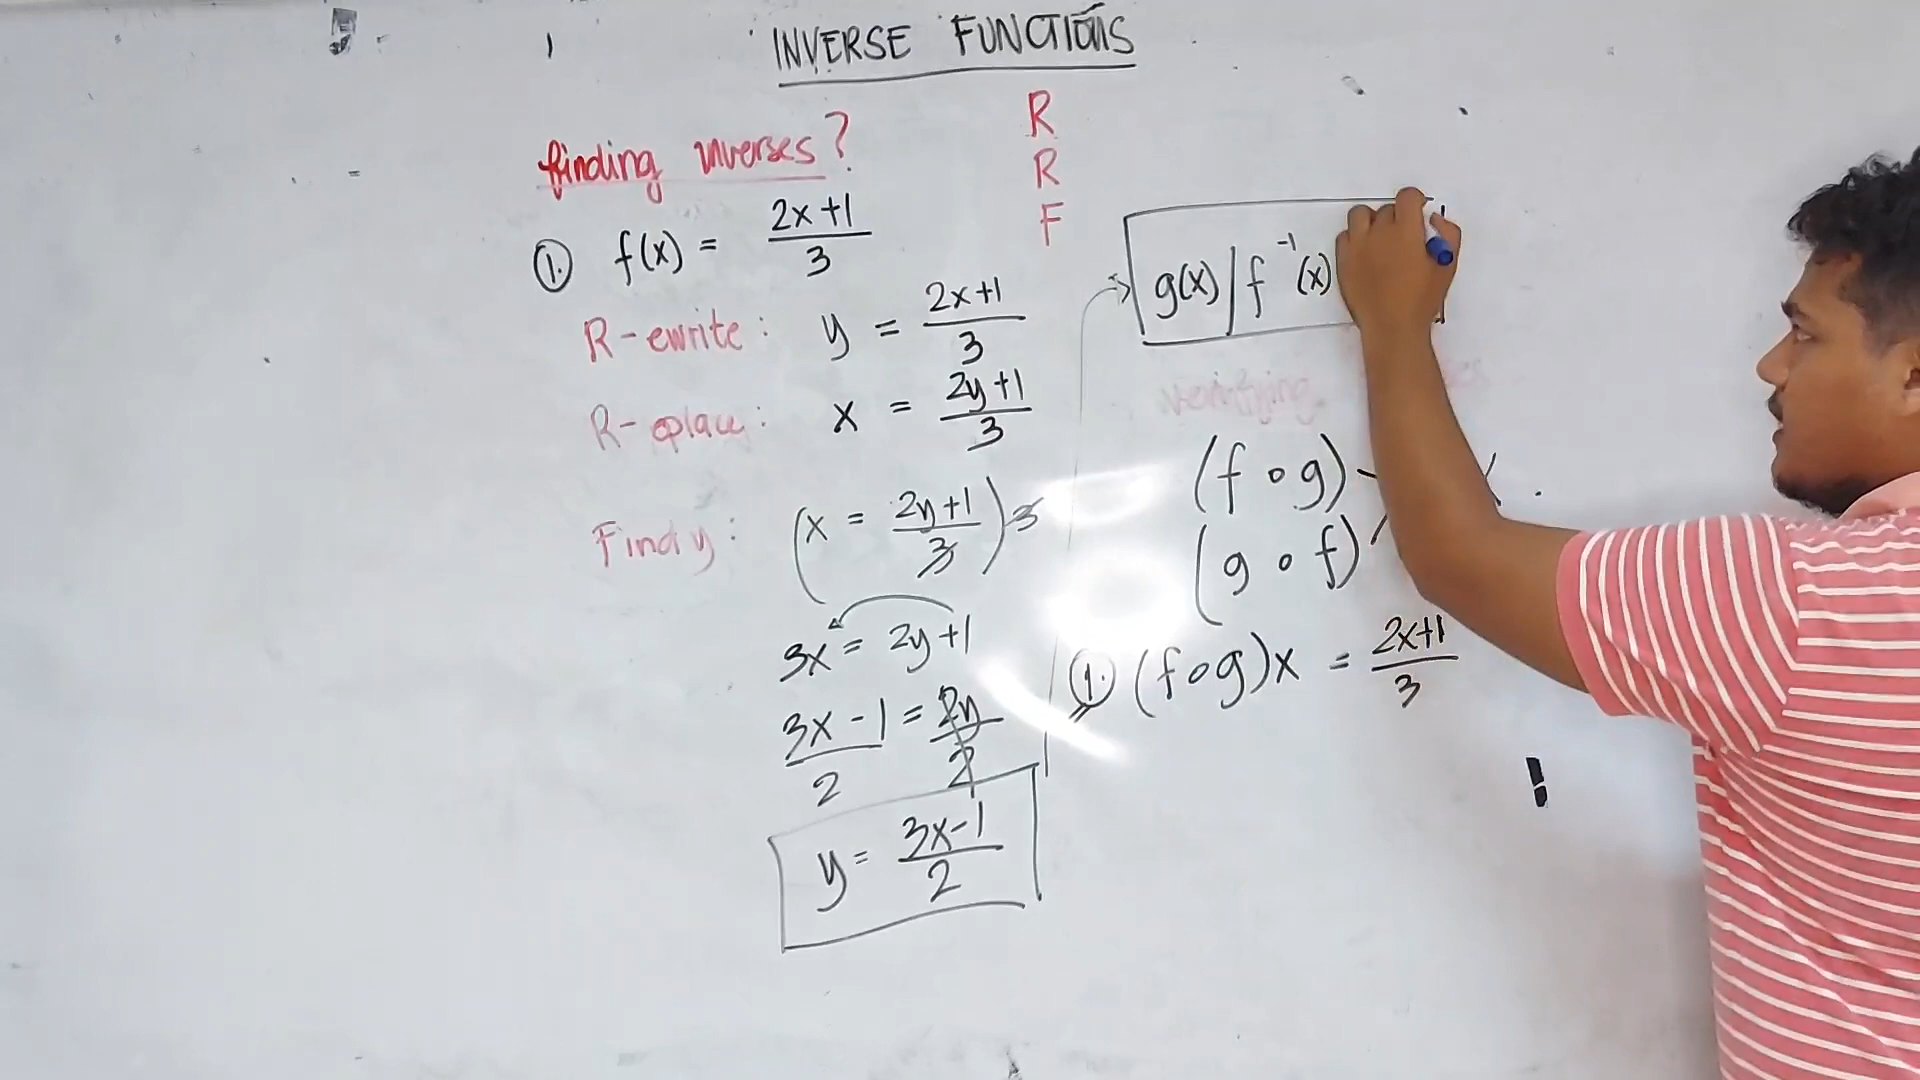 INVERSE FUNCTIONS
finding inverses?
R
R
F
① f(x) = 2x+1/3
R-ewrite: y = 2x+1/3
R-eplace: x = 2y+1/3
Find y: (x = 2y+1/3)3
3x = 2y+1
3x-1/2 = 2y/2
y = 3x-1/2
g(x)/f⁻¹(x)
verifying
(f∘g)
(g∘f)
① (f∘g)x = 2x+1/3